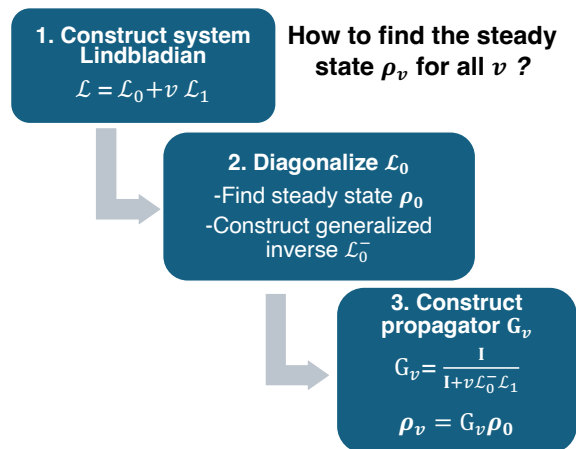 1. Construct system
Lindbladian
ℒ = ℒ₀+v ℒ₁
How to find the steady
state ρᵥ for all v ?
2. Diagonalize ℒ₀
-Find steady state ρ₀
-Construct generalized
inverse ℒ₀⁻
3. Construct
propagator Gᵥ
Gᵥ= I / (I+vℒ₀⁻ℒ₁)
ρᵥ = Gᵥρ₀